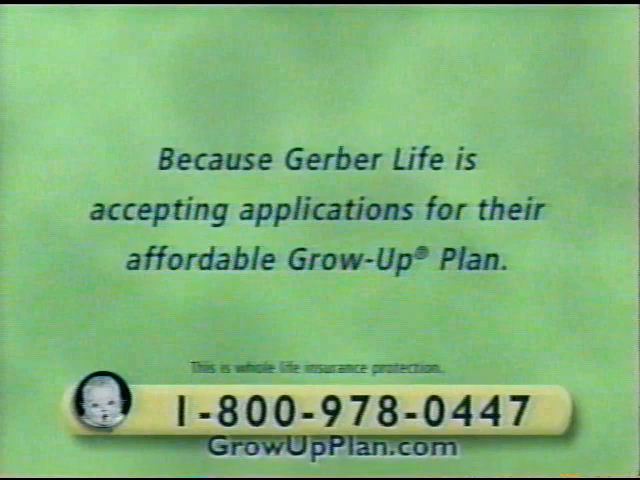 Because Gerber Life is
accepting applications for their
affordable Grow-Up® Plan.
This is whole life insurance protection.
1-800-978-0447
GrowUpPlan.com